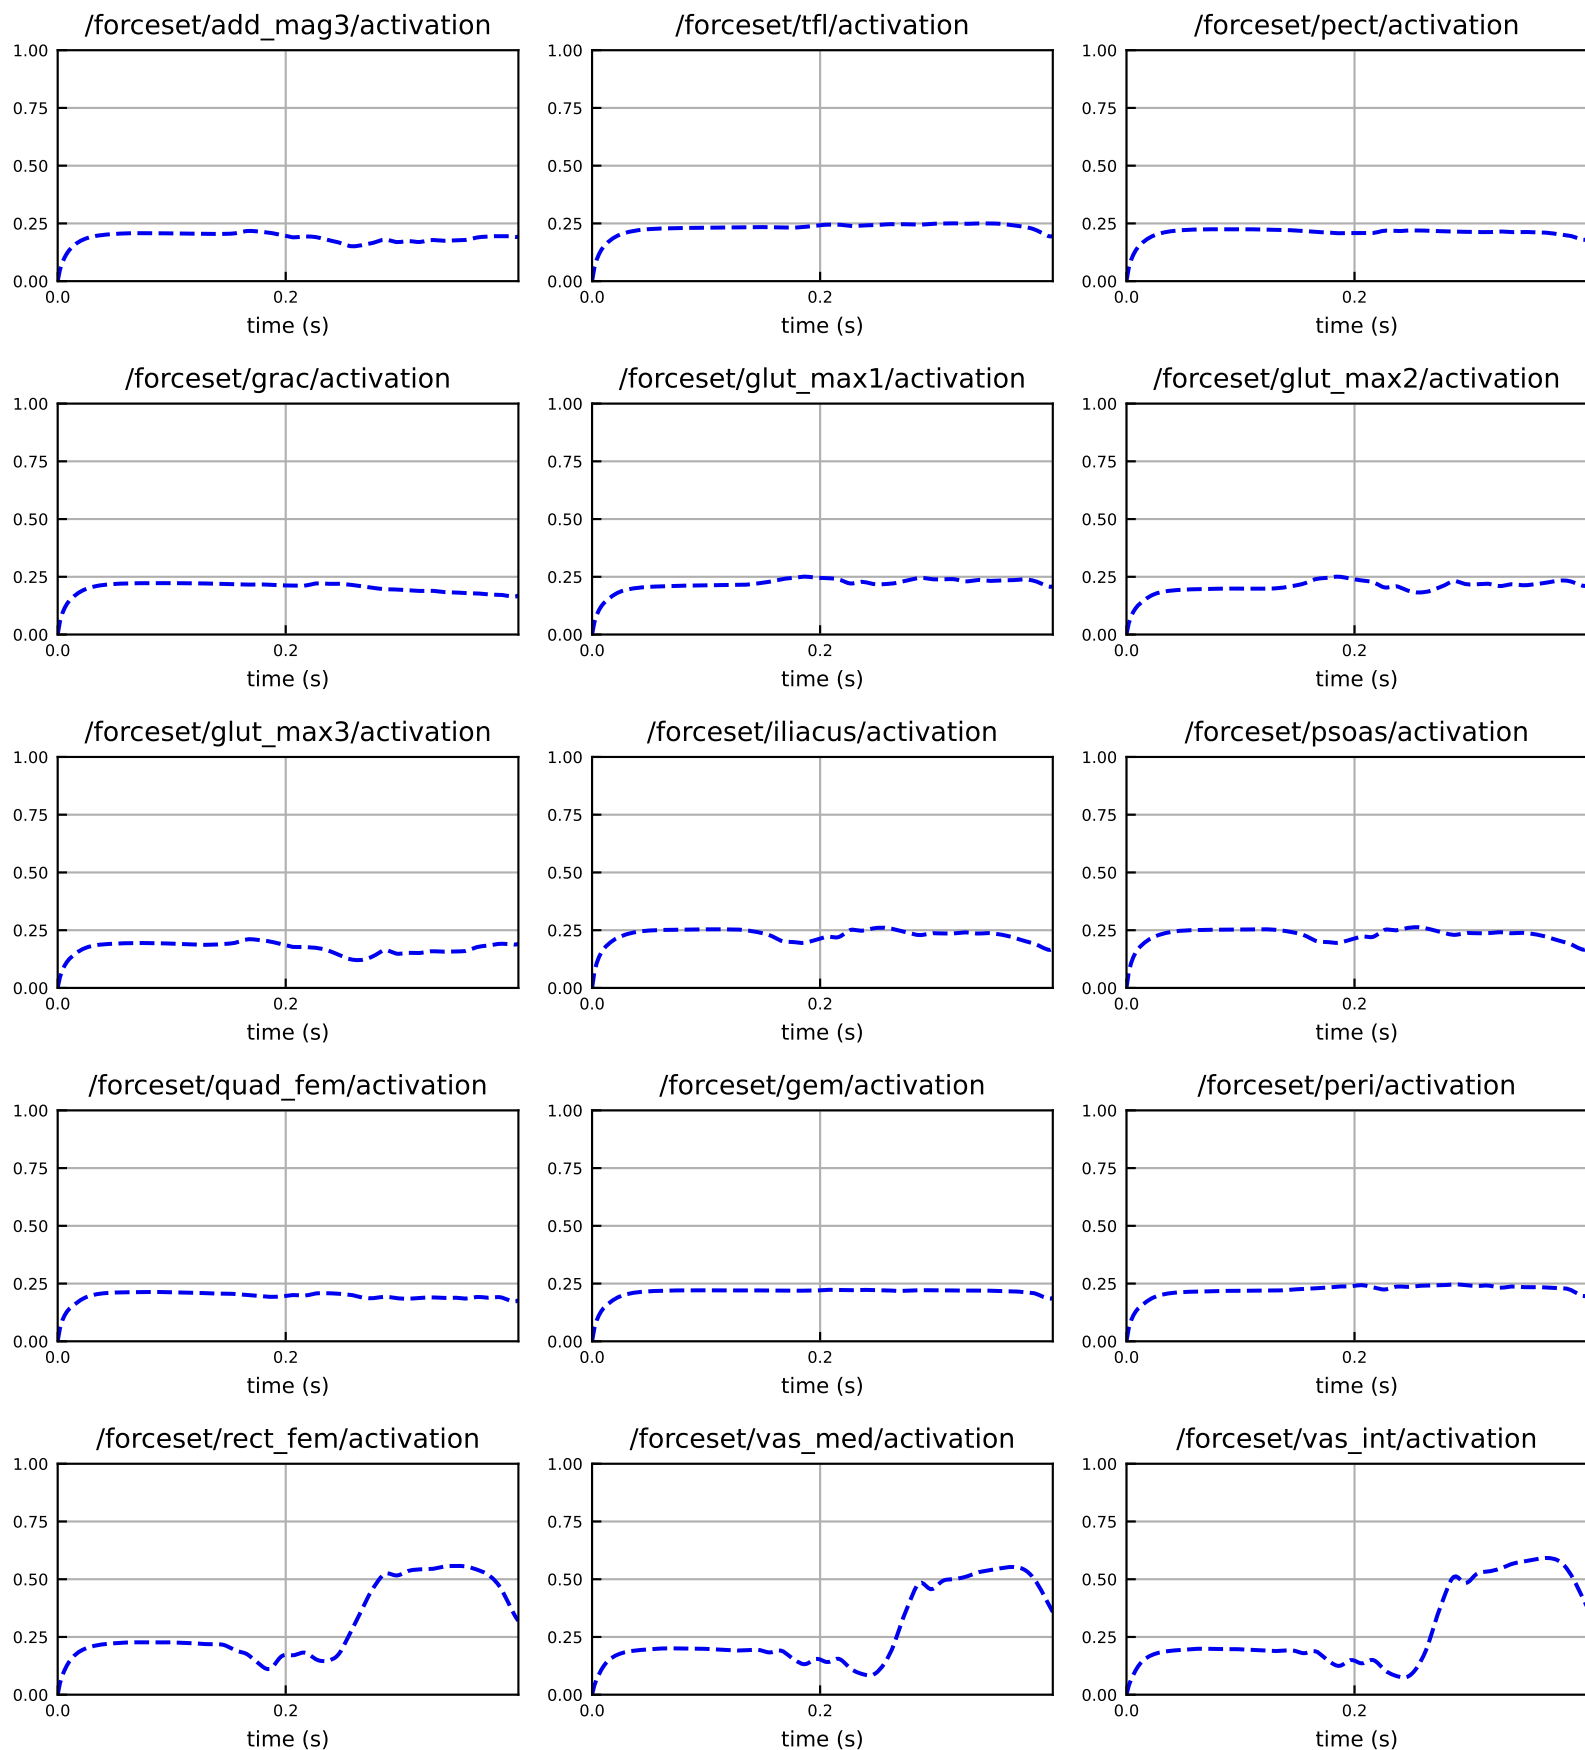 /forceset/add_mag3/activation /forceset/tfl/activation /forceset/pect/activation
1.00 1.00 1.00
0.75 0.75 0.75
0.50 0.50 0.50
0.25 0.25 0.25
0.00 0.00 0.00
0.0 0.2 0.0 0.2 0.0 0.2
time (s) time (s) time (s)
/forceset/grac/activation /forceset/glut_max1/activation /forceset/glut_max2/activation
1.00 1.00 1.00
0.75 0.75 0.75
0.50 0.50 0.50
0.25 0.25 0.25
0.00 0.00 0.00
0.0 0.2 0.0 0.2 0.0 0.2
time (s) time (s) time (s)
/forceset/glut_max3/activation /forceset/iliacus/activation /forceset/psoas/activation
1.00 1.00 1.00
0.75 0.75 0.75
0.50 0.50 0.50
0.25 0.25 0.25
0.00 0.00 0.00
0.0 0.2 0.0 0.2 0.0 0.2
time (s) time (s) time (s)
/forceset/quad_fem/activation /forceset/gem/activation /forceset/peri/activation
1.00 1.00 1.00
0.75 0.75 0.75
0.50 0.50 0.50
0.25 0.25 0.25
0.00 0.00 0.00
0.0 0.2 0.0 0.2 0.0 0.2
time (s) time (s) time (s)
/forceset/rect_fem/activation /forceset/vas_med/activation /forceset/vas_int/activation
1.00 1.00 1.00
0.75 0.75 0.75
0.50 0.50 0.50
0.25 0.25 0.25
0.00 0.00 0.00
0.0 0.2 0.0 0.2 0.0 0.2
time (s) time (s) time (s)